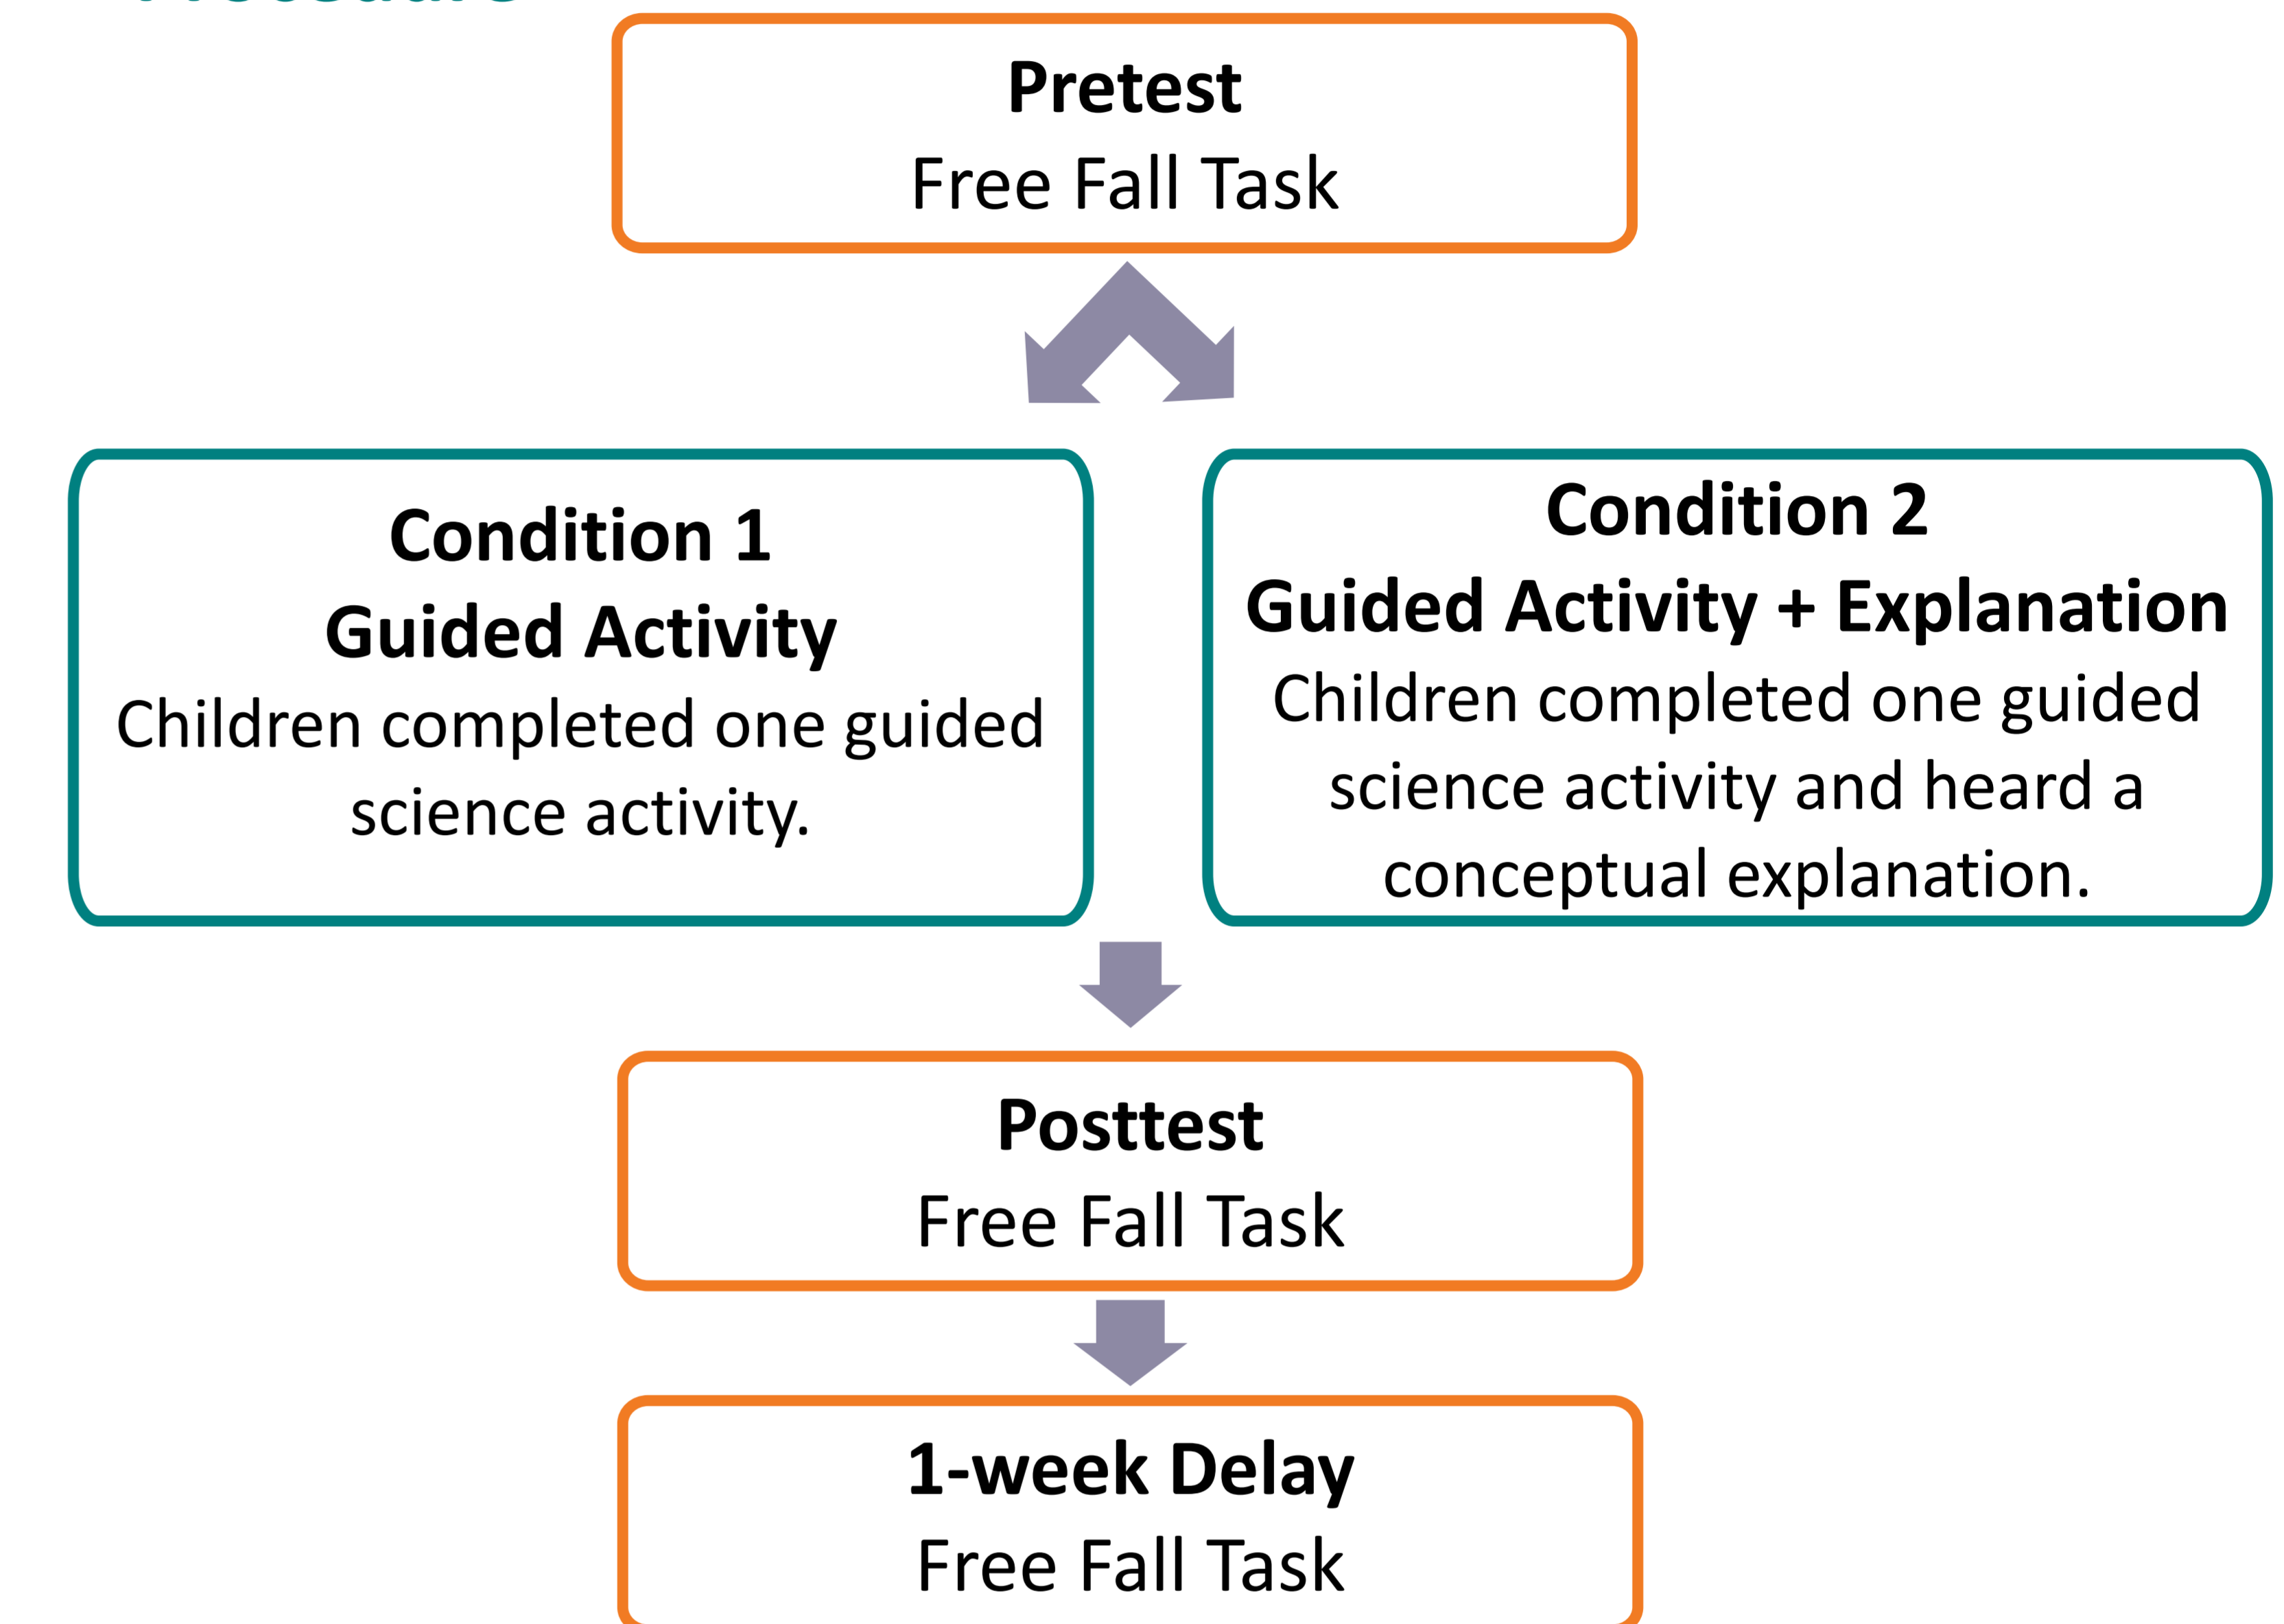 Pretest
Free Fall Task
Condition 1
Guided Activity
Children completed one guided
science activity.
Condition 2
Guided Activity + Explanation
Children completed one guided
science activity and heard a
conceptual explanation.
Posttest
Free Fall Task
1-week Delay
Free Fall Task